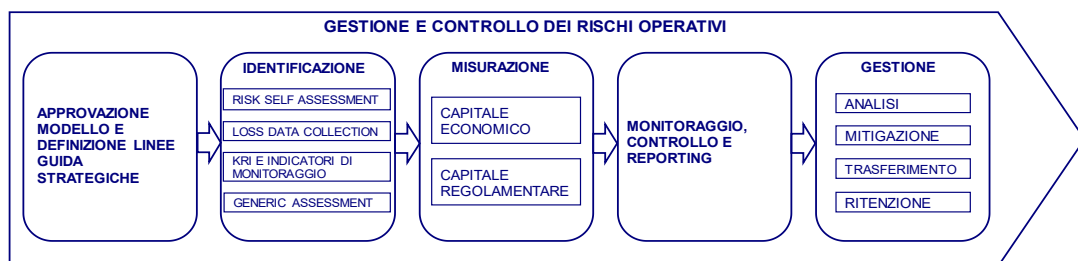 GESTIONE E CONTROLLO DEI RISCHI OPERATIVI
APPROVAZIONE
MODELLO E
DEFINIZIONE LINEE
GUIDA
STRATEGICHE
IDENTIFICAZIONE
RISK SELF ASSESSMENT
LOSS DATA COLLECTION
KRI E INDICATORI DI
MONITORAGGIO
GENERIC ASSESSMENT
MISURAZIONE
CAPITALE
ECONOMICO
CAPITALE
REGOLAMENTARE
MONITORAGGIO,
CONTROLLO E
REPORTING
GESTIONE
ANALISI
MITIGAZIONE
TRASFERIMENTO
RITENZIONE